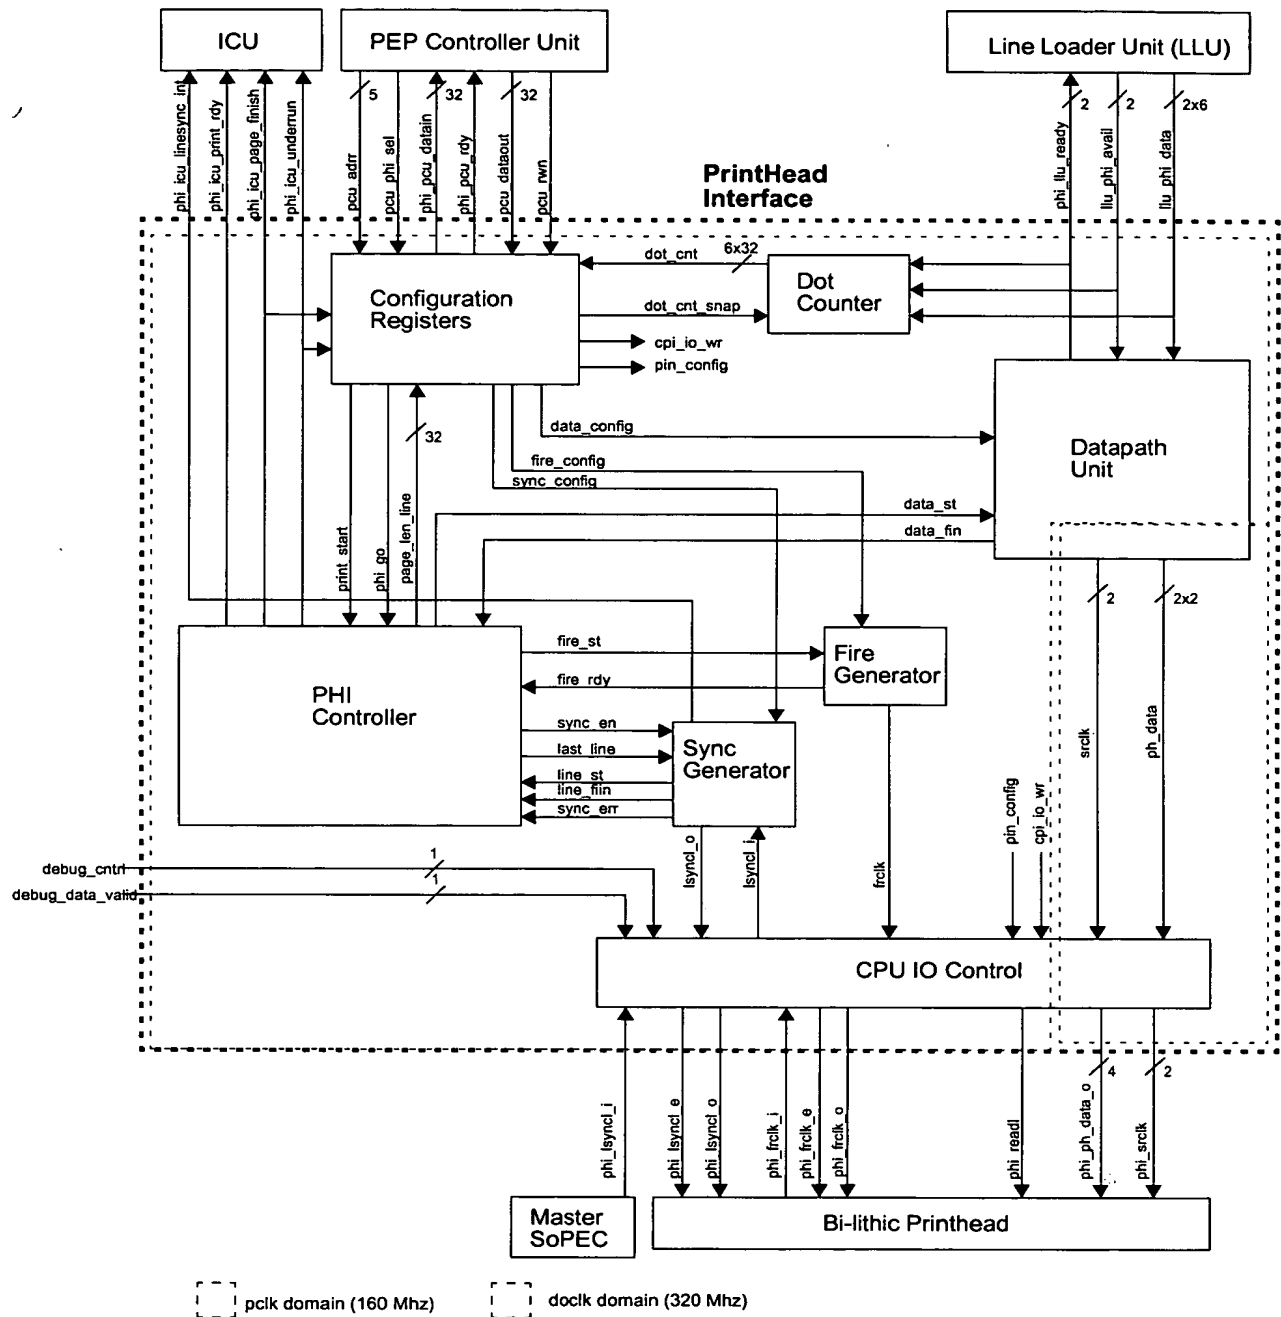 ICU
PEP Controller Unit
Line Loader Unit (LLU)
phi_icu_linesync_int
phi_icu_print_rdy
phi_icu_page_finish
phi_icu_underrun
5
32
32
pcu_adrr
pcu_phi_sel
phi_pcu_datain
phi_pcu_rdy
pcu_dataout
pcu_rwn
2
2
2x6
phi_llu_ready
llu_phi_avail
llu_phi_data
PrintHead
Interface
Configuration
Registers
dot_cnt
6x32
dot_cnt_snap
Dot
Counter
cpi_io_wr
pin_config
32
data_config
fire_config
sync_config
Datapath
Unit
data_st
data_fin
print_start
phi_go
page_len_line
2
2x2
srclk
ph_data
PHI
Controller
fire_st
fire_rdy
Fire
Generator
sync_en
last_line
line_st
line_fiin
sync_err
Sync
Generator
lsyncl_o
lsyncl_i
frclk
pin_config
cpi_io_wr
debug_cntrl
1
debug_data_valid
1
CPU IO Control
phi_lsyncl_i
phi_lsyncl_e
phi_lsyncl_o
phi_frclk_i
phi_frclk_e
phi_frclk_o
phi_readl
phi_ph_data_o
4
phi_srclk
2
Master
SoPEC
Bi-lithic Printhead
pclk domain (160 Mhz)
doclk domain (320 Mhz)